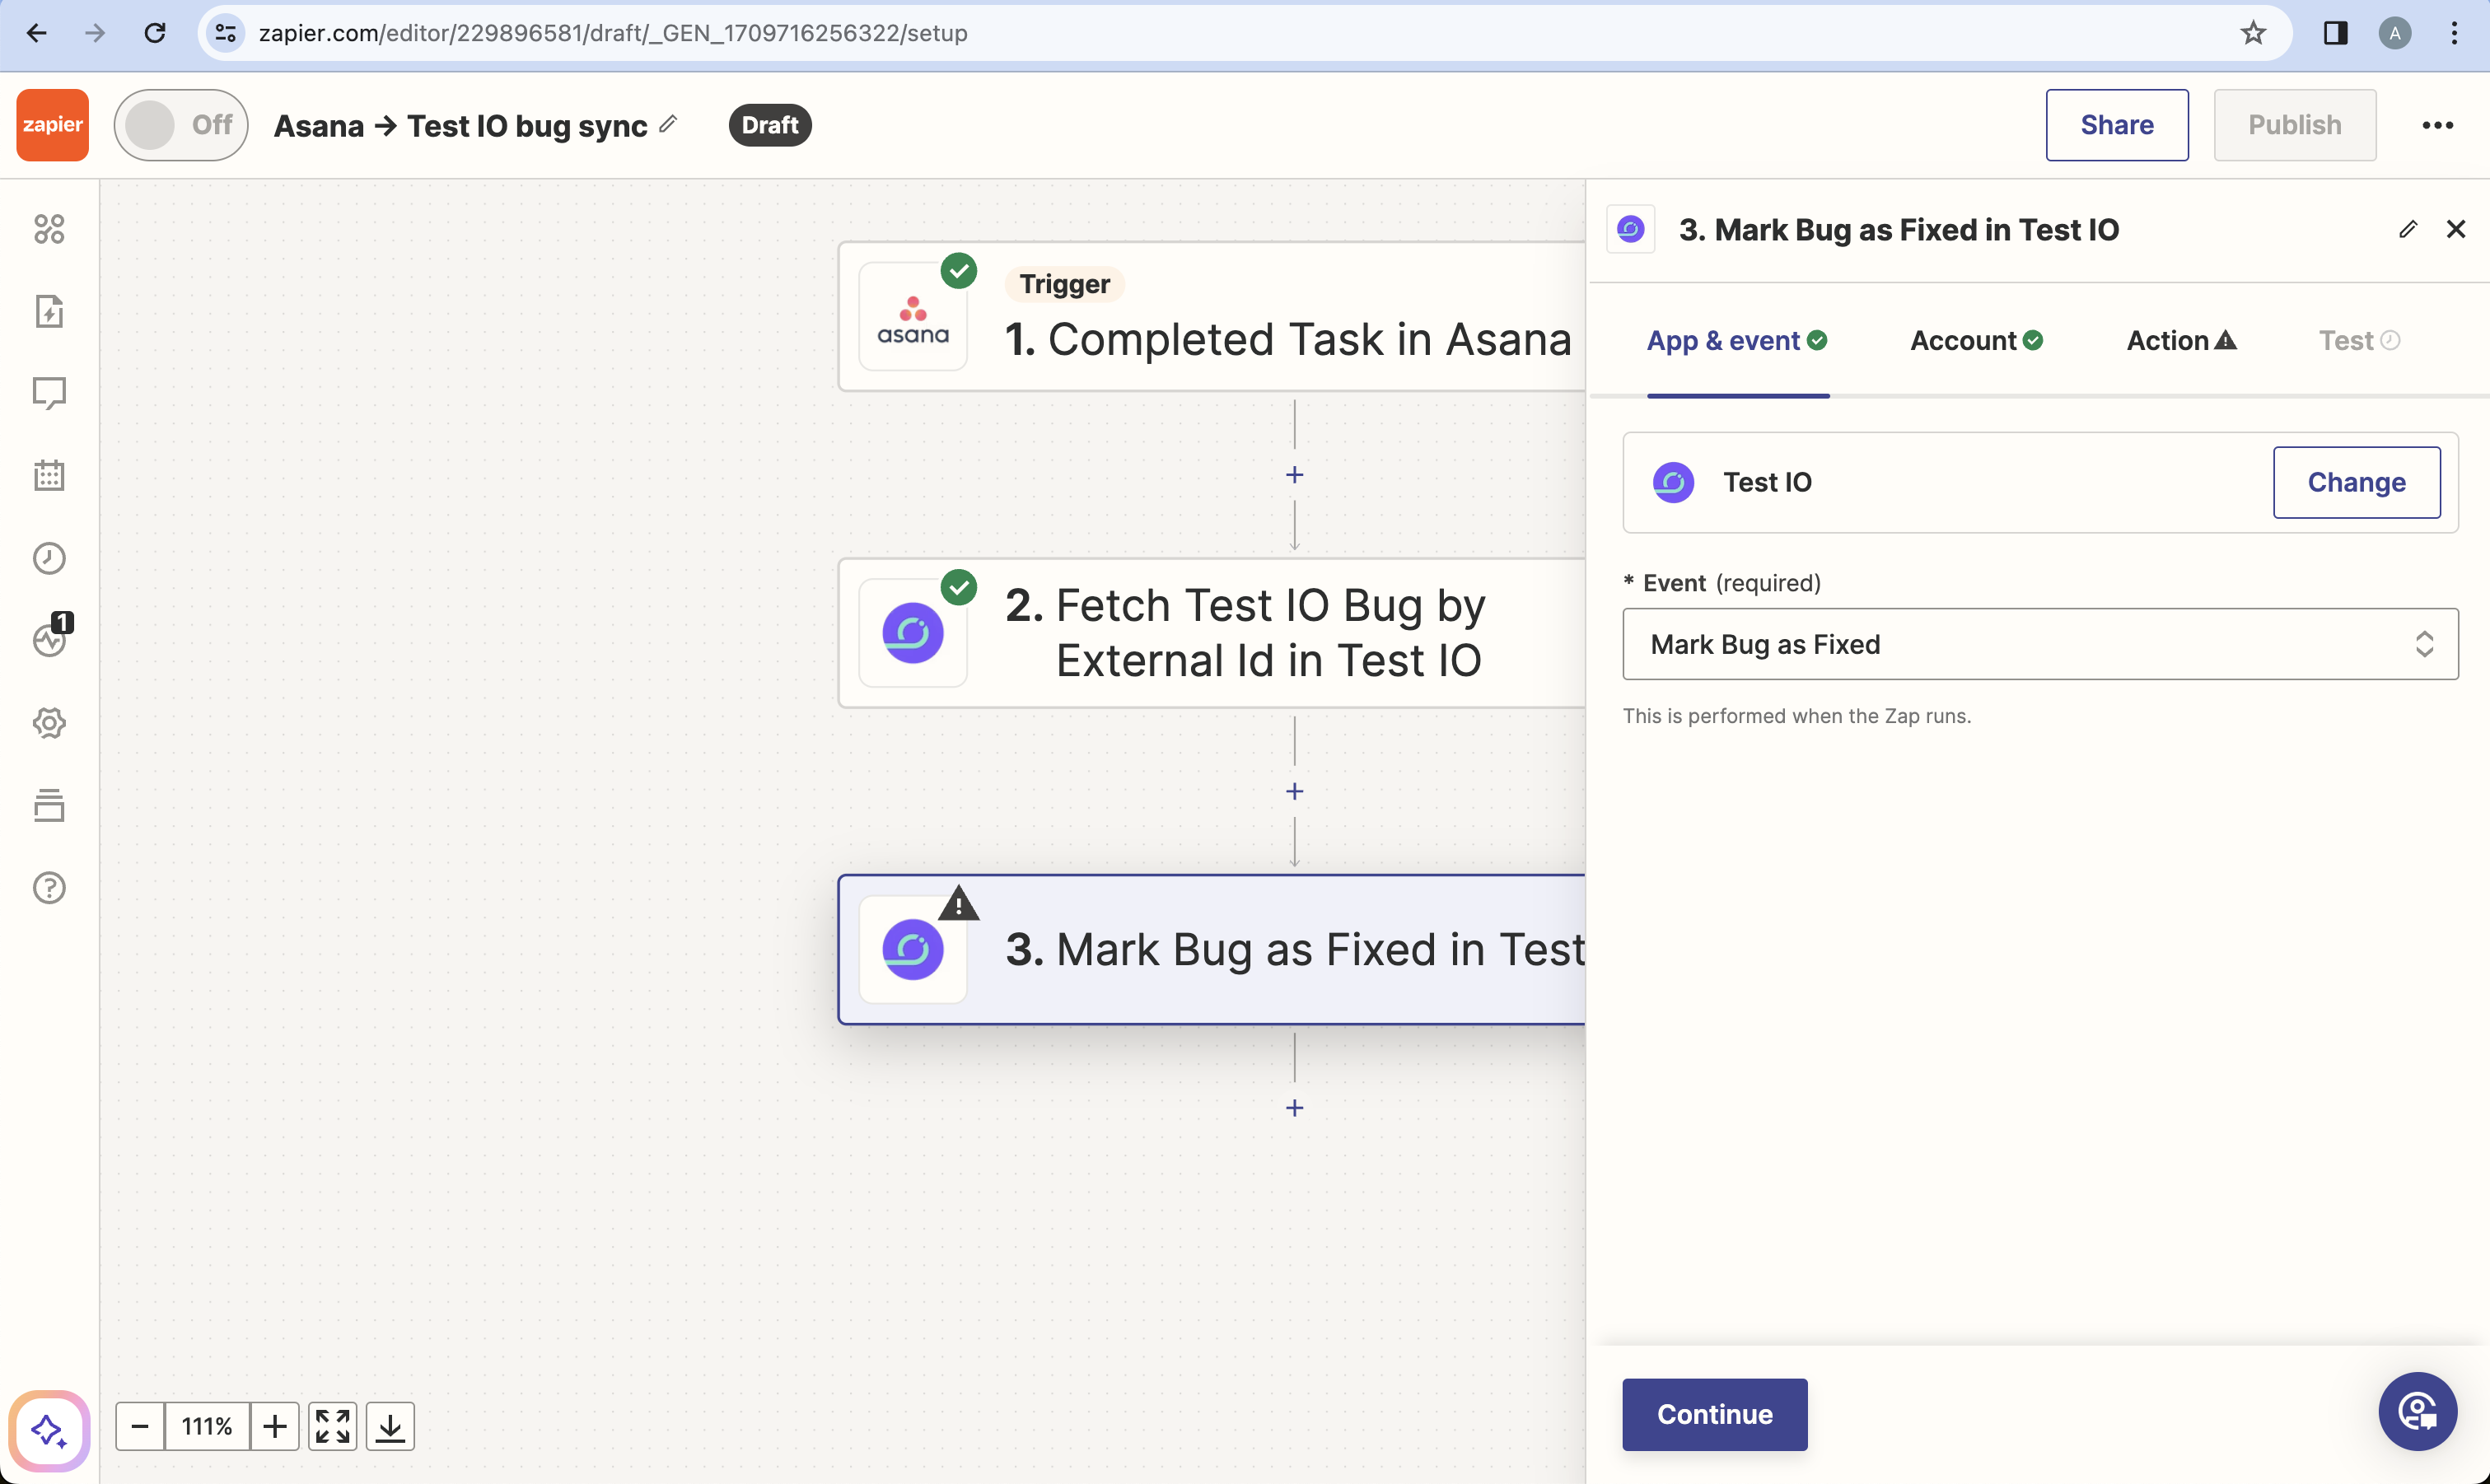 zapier.com/editor/229896581/draft/_GEN_1709716256322/setup
A
zapier
Off
Asana → Test IO bug sync
Draft
Share
Publish
Trigger
asana
1. Completed Task in Asana
2. Fetch Test IO Bug by
External Id in Test IO
3. Mark Bug as Fixed in Test
1
111%
3. Mark Bug as Fixed in Test IO
App & event
Account
Action
Test
Test IO
Change
* Event (required)
Mark Bug as Fixed
This is performed when the Zap runs.
Continue